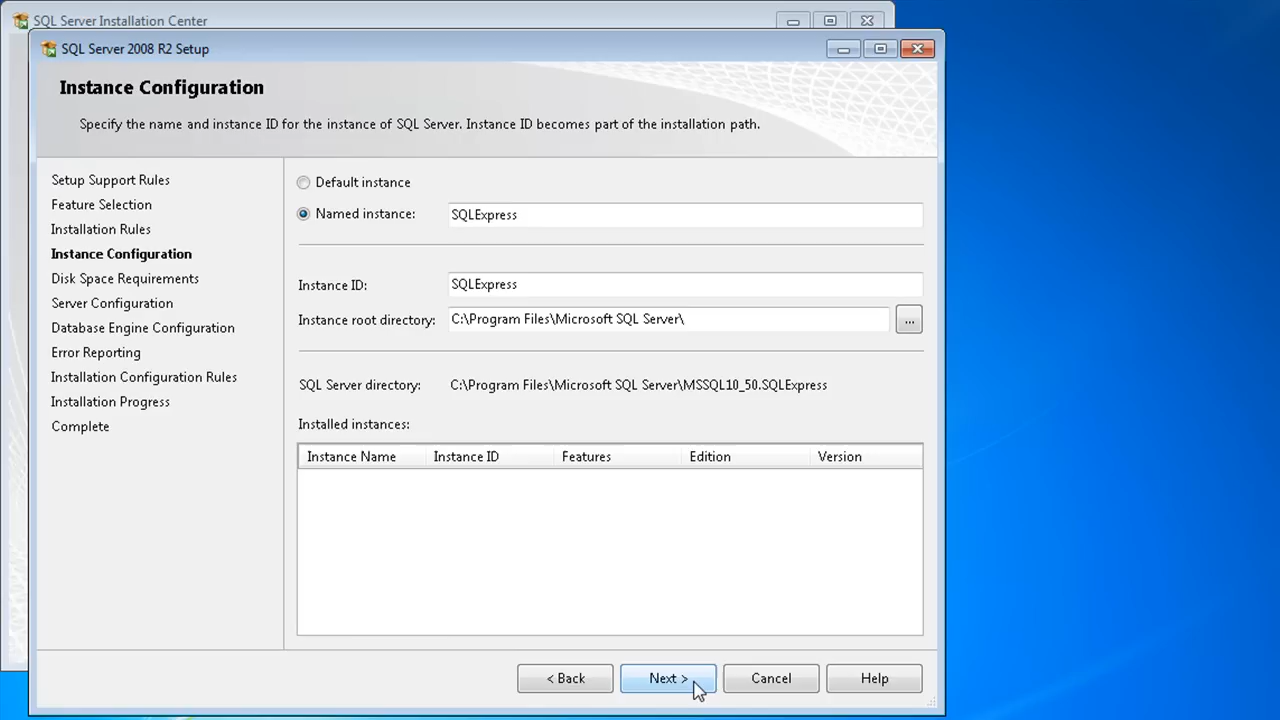 SQL Server Installation Center
SQL Server 2008 R2 Setup
Instance Configuration
Specify the name and instance ID for the instance of SQL Server. Instance ID becomes part of the installation path.
Setup Support Rules
Feature Selection
Installation Rules
Instance Configuration
Disk Space Requirements
Server Configuration
Database Engine Configuration
Error Reporting
Installation Configuration Rules
Installation Progress
Complete
Default instance
Named instance: SQLExpress
Instance ID: SQLExpress
Instance root directory: C:\Program Files\Microsoft SQL Server\ ...
SQL Server directory: C:\Program Files\Microsoft SQL Server\MSSQL10_50.SQLExpress
Installed instances:
Instance Name Instance ID Features Edition Version
< Back Next > Cancel Help